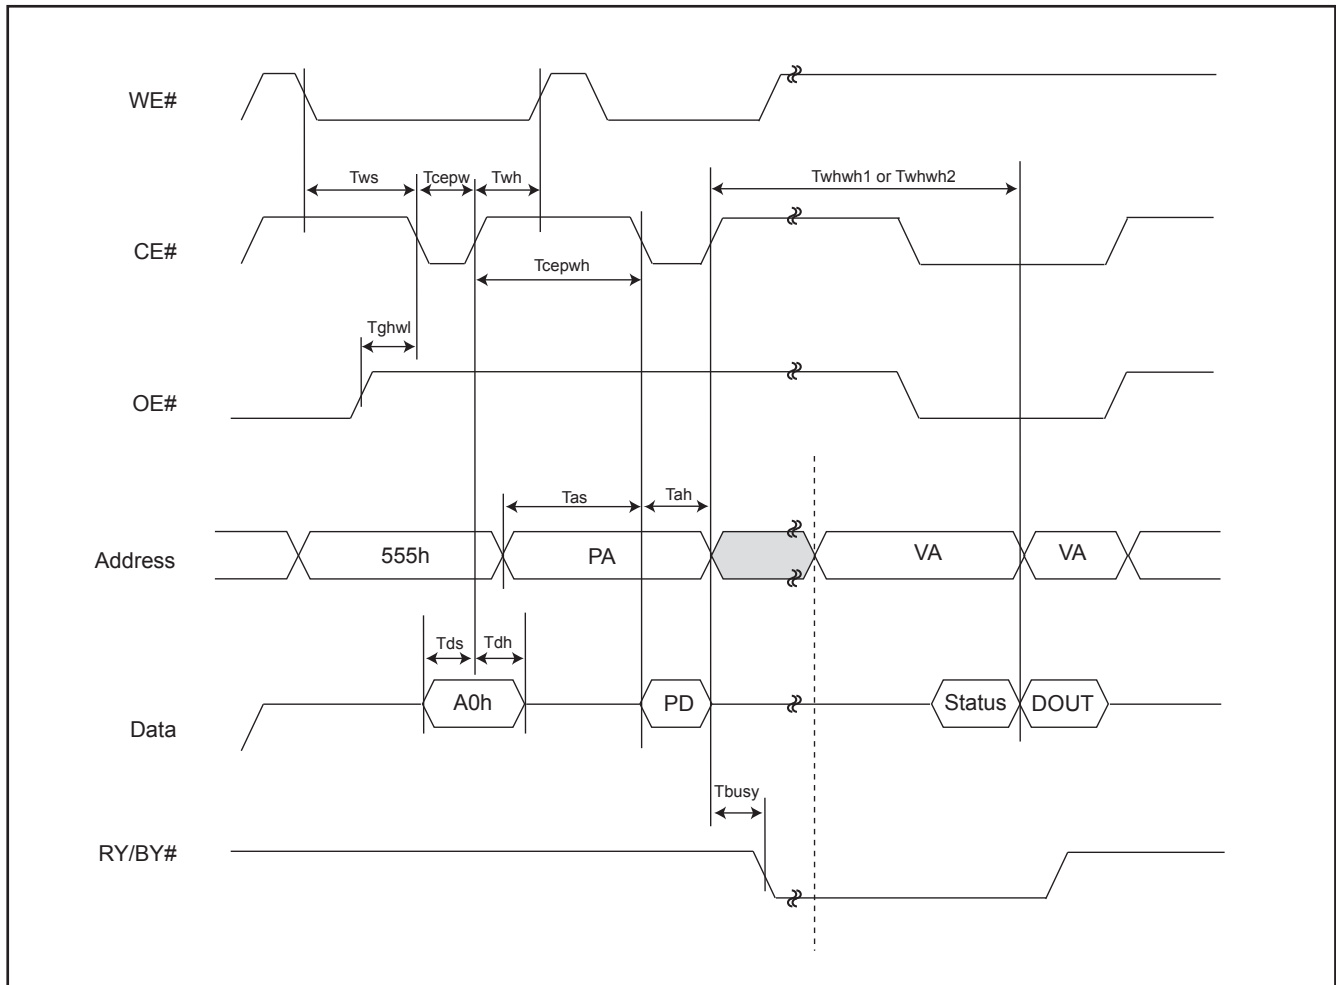 WE#
Tws Tcepw Twh Twhwh1 or Twhwh2
CE#
Tcepwh
Tghwl
OE#
Tas Tah
Address 555h PA VA VA
Tds Tdh
A0h PD Status DOUT
Data
Tbusy
RY/BY#